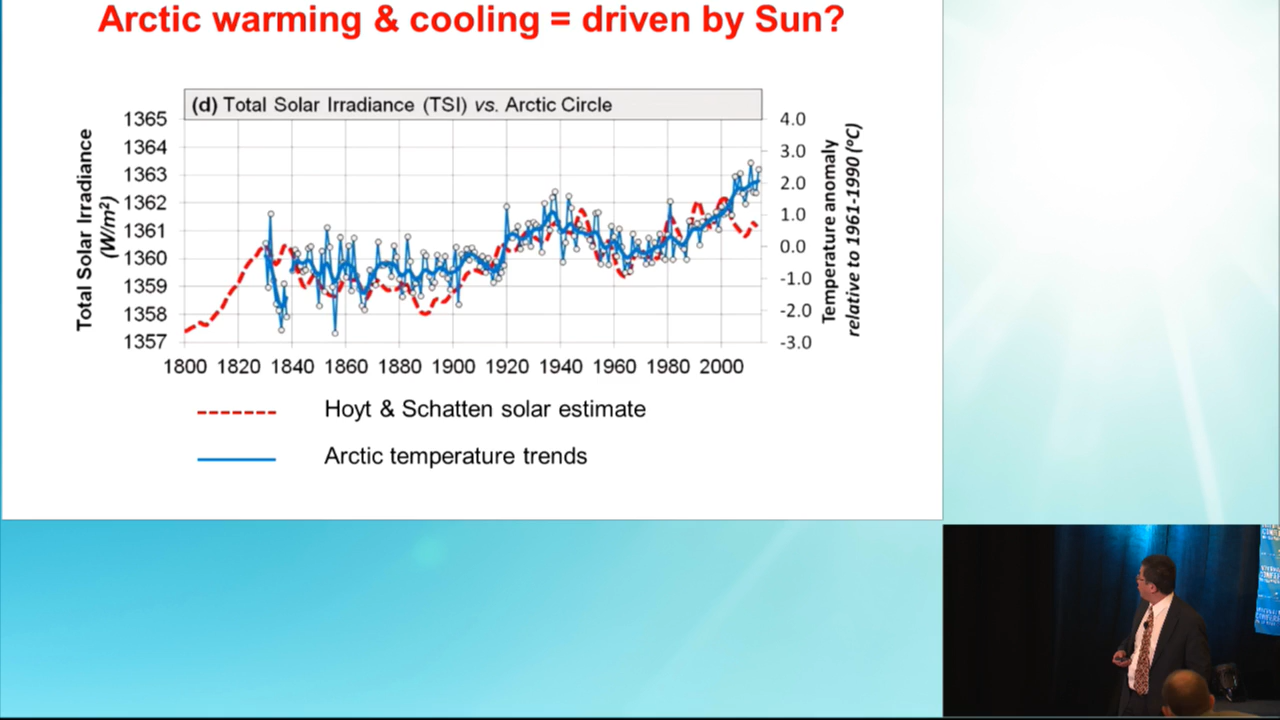 Arctic warming & cooling = driven by Sun?
(d) Total Solar Irradiance (TSI) vs. Arctic Circle
Total Solar Irradiance
(W/m²)
1365
1364
1363
1362
1361
1360
1359
1358
1357
4.0
3.0
2.0
1.0
0.0
-1.0
-2.0
-3.0
Temperature anomaly
relative to 1961-1990 (°C)
1800 1820 1840 1860 1880 1900 1920 1940 1960 1980 2000
Hoyt & Schatten solar estimate
Arctic temperature trends